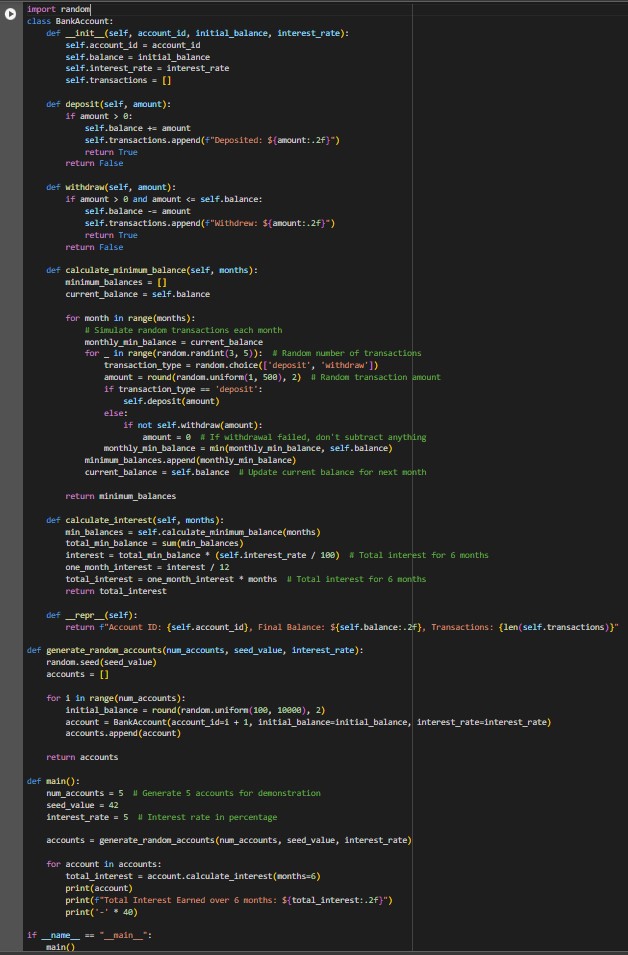 import random
class BankAccount:
    def __init__(self, account_id, initial_balance, interest_rate):
        self.account_id = account_id
        self.balance = initial_balance
        self.interest_rate = interest_rate
        self.transactions = []

    def deposit(self, amount):
        if amount > 0:
            self.balance += amount
            self.transactions.append(f"Deposited: ${amount:.2f}")
            return True
        return False

    def withdraw(self, amount):
        if amount > 0 and amount <= self.balance:
            self.balance -= amount
            self.transactions.append(f"Withdrew: ${amount:.2f}")
            return True
        return False

    def calculate_minimum_balance(self, months):
        minimum_balances = []
        current_balance = self.balance

        for month in range(months):
            # Simulate random transactions each month
            monthly_min_balance = current_balance
            for _ in range(random.randint(3, 5)):  # Random number of transactions
                transaction_type = random.choice(['deposit', 'withdraw'])
                amount = round(random.uniform(1, 500), 2)  # Random transaction amount
                if transaction_type == 'deposit':
                    self.deposit(amount)
                else:
                    if not self.withdraw(amount):
                        amount = 0  # If withdrawal failed, don't subtract anything
                monthly_min_balance = min(monthly_min_balance, self.balance)
            minimum_balances.append(monthly_min_balance)
            current_balance = self.balance  # Update current balance for next month

        return minimum_balances

    def calculate_interest(self, months):
        min_balances = self.calculate_minimum_balance(months)
        total_min_balance = sum(min_balances)
        interest = total_min_balance * (self.interest_rate / 100)  # Total interest for 6 months
        one_month_interest = interest / 12
        total_interest = one_month_interest * months  # Total interest for 6 months
        return total_interest

    def __repr__(self):
        return f"Account ID: {self.account_id}, Final Balance: ${self.balance:.2f}, Transactions: {len(self.transactions)}"

def generate_random_accounts(num_accounts, seed_value, interest_rate):
    random.seed(seed_value)
    accounts = []

    for i in range(num_accounts):
        initial_balance = round(random.uniform(100, 10000), 2)
        account = BankAccount(account_id=i + 1, initial_balance=initial_balance, interest_rate=interest_rate)
        accounts.append(account)

    return accounts

def main():
    num_accounts = 5  # Generate 5 accounts for demonstration
    seed_value = 42
    interest_rate = 5  # Interest rate in percentage

    accounts = generate_random_accounts(num_accounts, seed_value, interest_rate)

    for account in accounts:
        total_interest = account.calculate_interest(months=6)
        print(account)
        print(f"Total Interest Earned over 6 months: ${total_interest:.2f}")
        print('-' * 40)

if __name__ == "__main__":
    main()